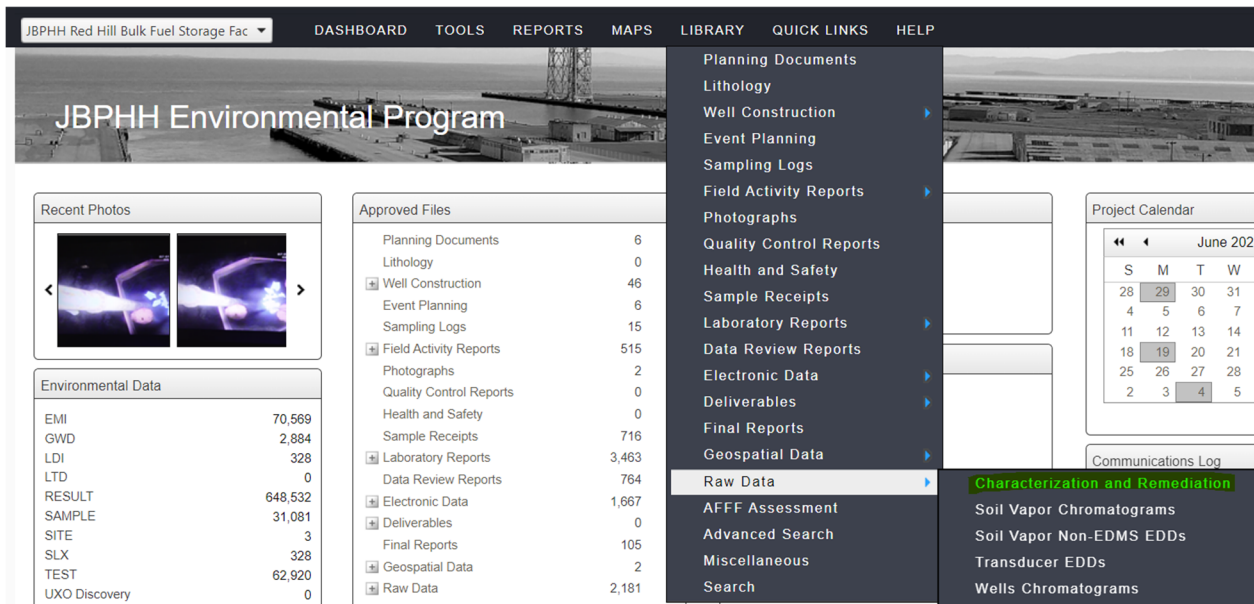 JBPHH Red Hill Bulk Fuel Storage Fac
DASHBOARD TOOLS REPORTS MAPS LIBRARY QUICK LINKS HELP
JBPHH Environmental Program
Planning Documents
Lithology
Well Construction
Event Planning
Sampling Logs
Field Activity Reports
Photographs
Quality Control Reports
Health and Safety
Sample Receipts
Laboratory Reports
Data Review Reports
Electronic Data
Deliverables
Final Reports
Geospatial Data
Raw Data
AFFF Assessment
Advanced Search
Miscellaneous
Search
Characterization and Remediation
Soil Vapor Chromatograms
Soil Vapor Non-EDMS EDDs
Transducer EDDs
Wells Chromatograms
Recent Photos
Environmental Data
EMI 70,569
GWD 2,884
LDI 328
LTD 0
RESULT 648,532
SAMPLE 31,081
SITE 3
SLX 328
TEST 62,920
UXO Discovery 0
Approved Files
Planning Documents 6
Lithology 0
Well Construction 46
Event Planning 6
Sampling Logs 15
Field Activity Reports 515
Photographs 2
Quality Control Reports 0
Health and Safety 0
Sample Receipts 716
Laboratory Reports 3,463
Data Review Reports 764
Electronic Data 1,667
Deliverables 0
Final Reports 105
Geospatial Data 2
Raw Data 2,181
Project Calendar
June 202
S M T W
28 29 30 31
4 5 6 7
11 12 13 14
18 19 20 21
25 26 27 28
2 3 4 5
Communications Log